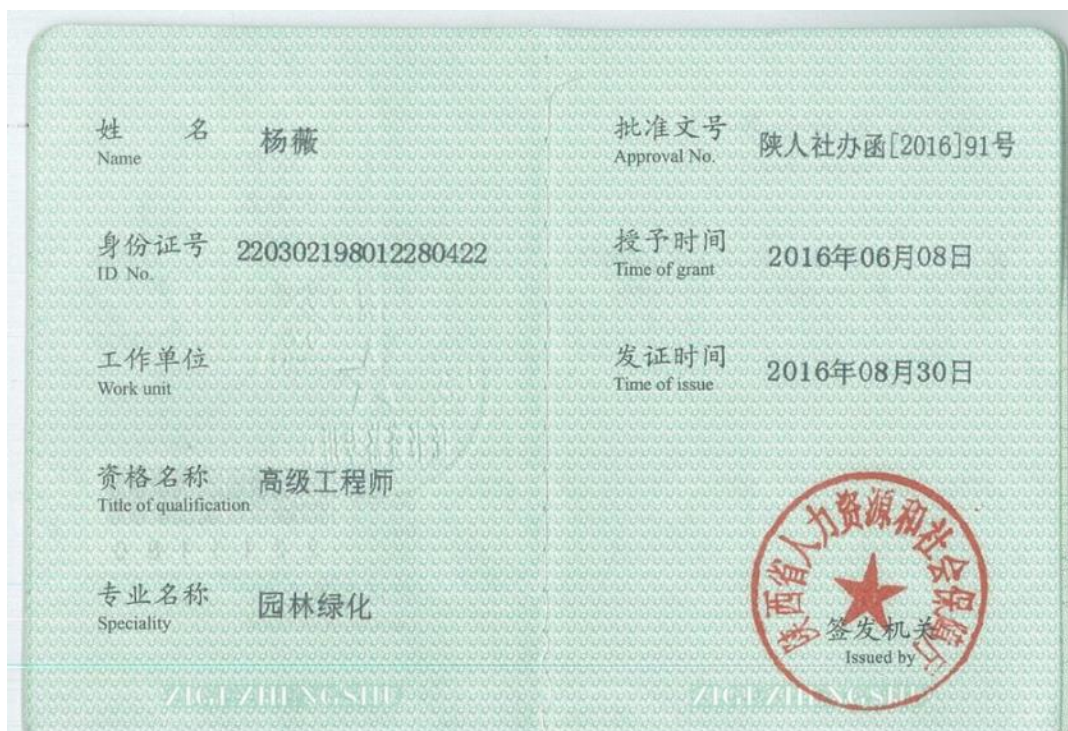 姓 名 杨薇
Name
身份证号 220302198012280422
ID No.
工作单位
Work unit
资格名称 高级工程师
Title of qualification
专业名称 园林绿化
Speciality
ZIGEZHENGSHU
批准文号 陕人社办函[2016]91号
Approval No.
授予时间 2016年06月08日
Time of grant
发证时间 2016年08月30日
Time of issue
陕西省人力资源和社会保障厅
签发机关
Issued by
ZIGEZHENGSHU